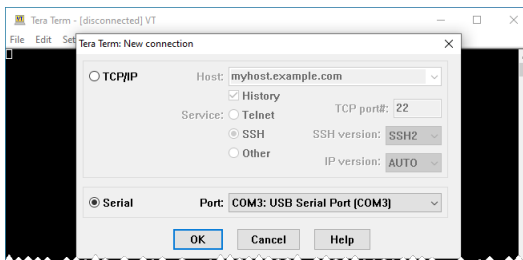 VT Tera Term - [disconnected] VT
File Edit Set
Tera Term: New connection
TCP/IP Host: myhost.example.com
History
Service: Telnet TCP port#: 22
SSH SSH version: SSH2
Other IP version: AUTO
Serial Port: COM3: USB Serial Port (COM3)
OK Cancel Help